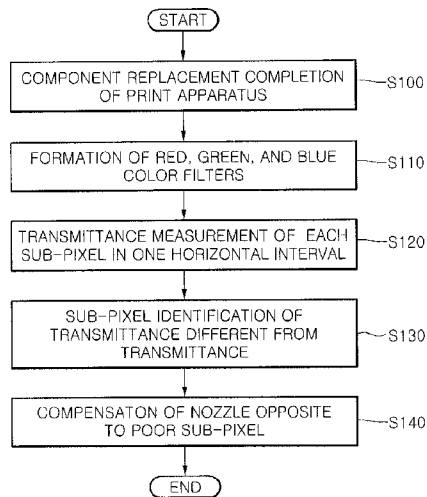 START
COMPONENT REPLACEMENT COMPLETION
OF PRINT APPARATUS
S100
FORMATION OF RED, GREEN, AND BLUE
COLOR FILTERS
S110
TRANSMITTANCE MEASUREMENT OF EACH
SUB-PIXEL IN ONE HORIZONTAL INTERVAL
S120
SUB-PIXEL IDENTIFICATION OF
TRANSMITTANCE DIFFERENT FROM
TRANSMITTANCE
S130
COMPENSATON OF NOZZLE OPPOSITE
TO POOR SUB-PIXEL
S140
END